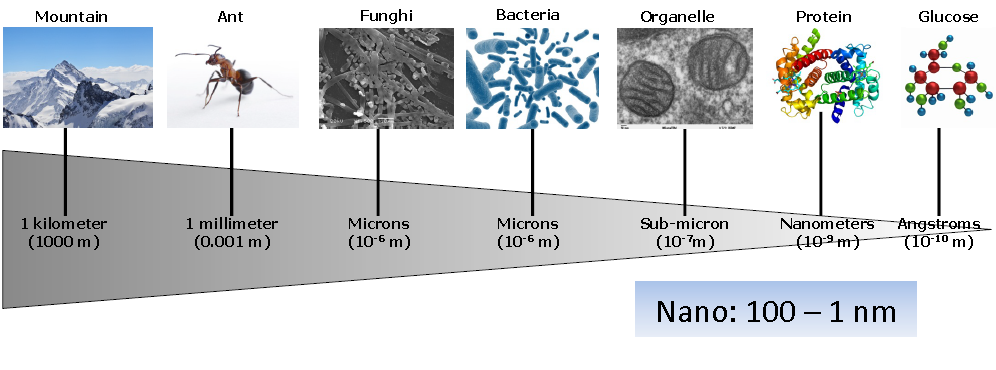 Mountain
Ant
Funghi
Bacteria
Organelle
Protein
Glucose
1 kilometer
(1000 m)
1 millimeter
(0.001 m)
Microns
(10⁻⁶ m)
Microns
(10⁻⁶ m)
Sub-micron
(10⁻⁷m)
Nanometers
(10⁻⁹ m)
Angstroms
(10⁻¹⁰ m)
Nano: 100 – 1 nm